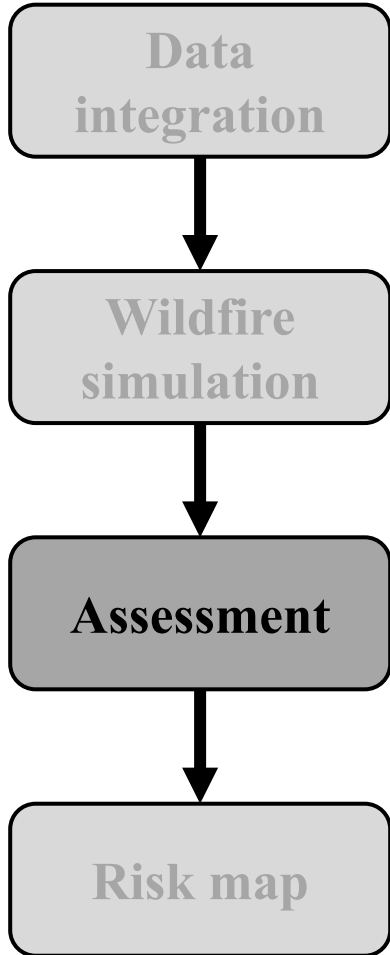 Data
integration
Wildfire
simulation
Assessment
Risk map